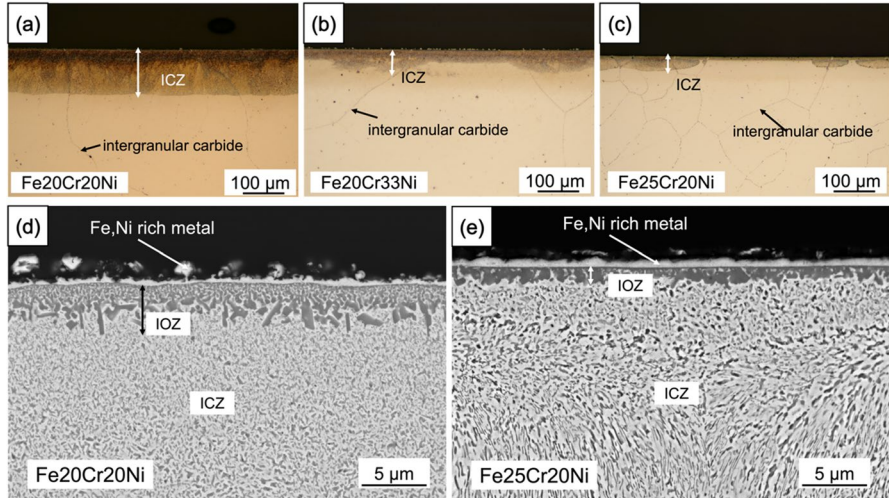 (a)
ICZ
intergranular carbide
Fe20Cr20Ni
100 µm
(b)
ICZ
intergranular carbide
Fe20Cr33Ni
100 µm
(c)
ICZ
intergranular carbide
Fe25Cr20Ni
100 µm
(d)
Fe,Ni rich metal
IOZ
ICZ
Fe20Cr20Ni
5 µm
(e)
Fe,Ni rich metal
IOZ
ICZ
Fe25Cr20Ni
5 µm